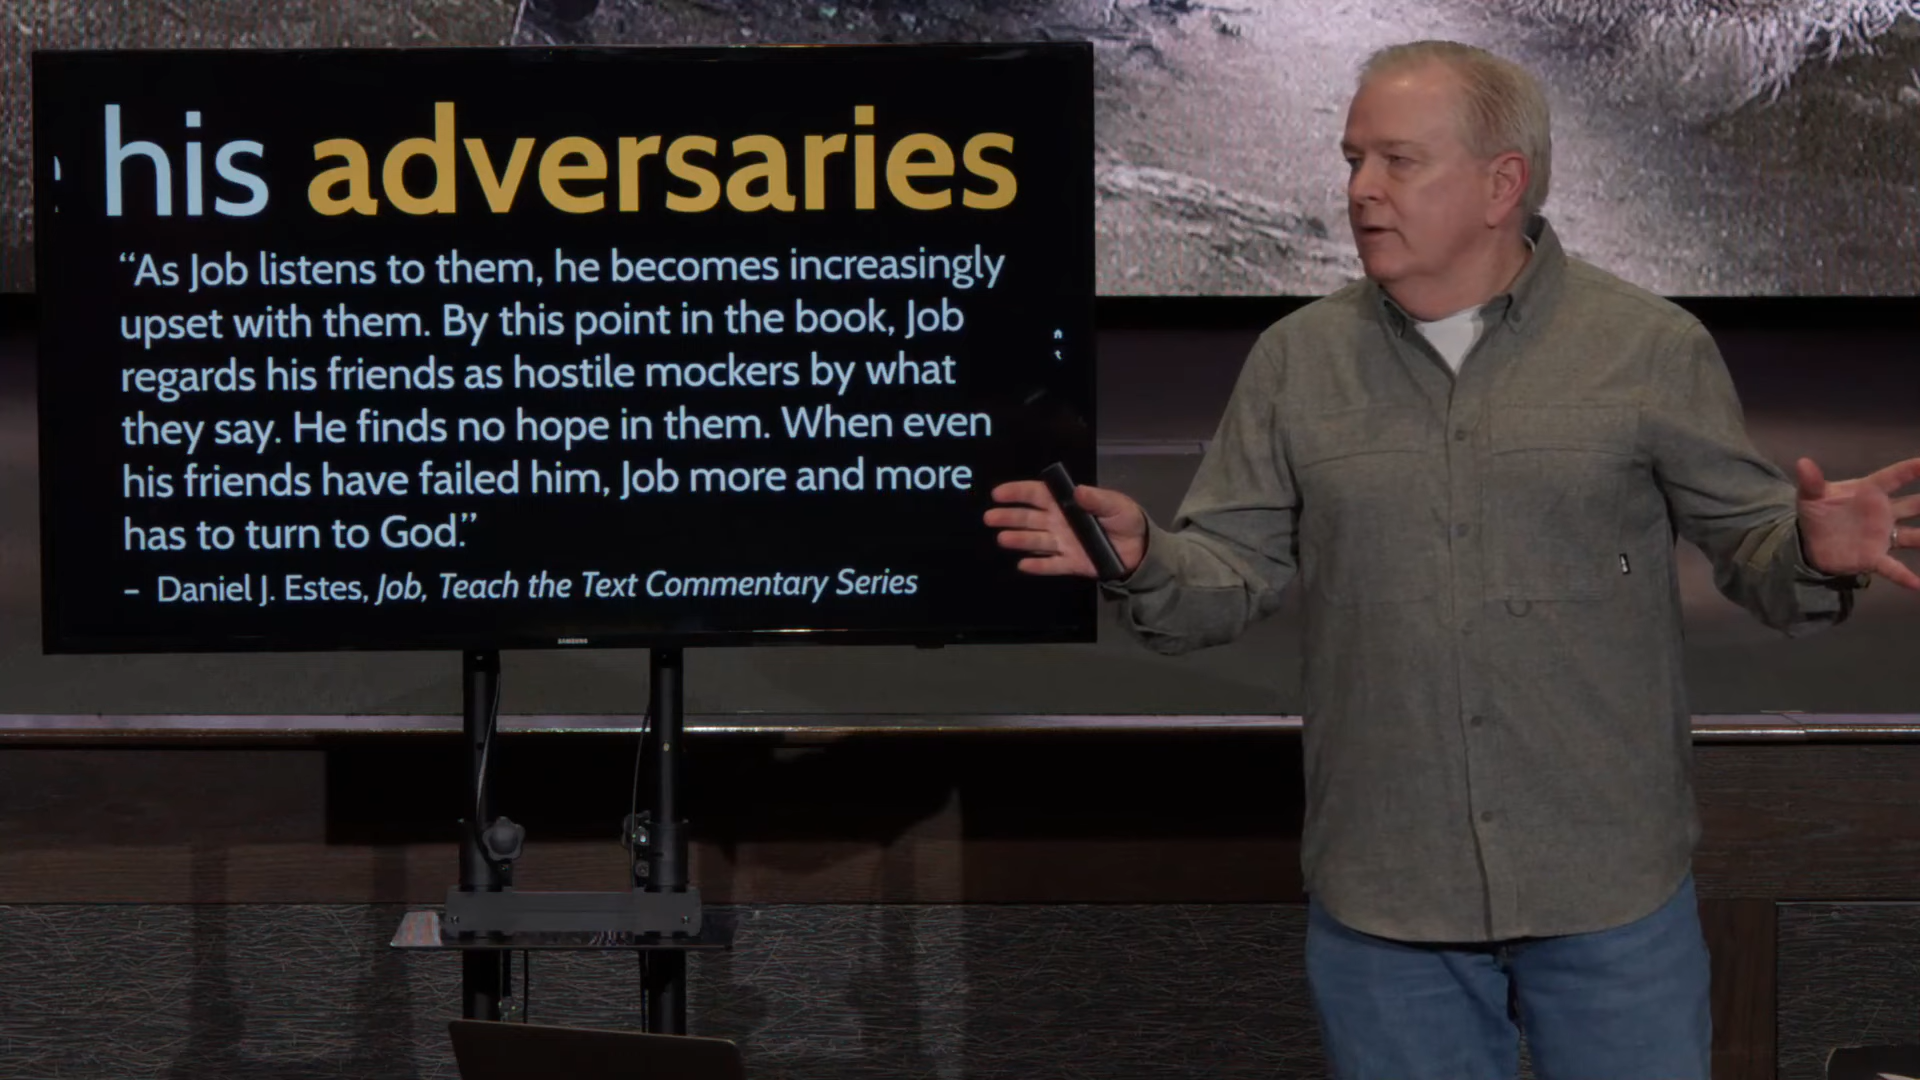 his adversaries
“As Job listens to them, he becomes increasingly
upset with them. By this point in the book, Job
regards his friends as hostile mockers by what
they say. He finds no hope in them. When even
his friends have failed him, Job more and more
has to turn to God.”
– Daniel J. Estes, Job, Teach the Text Commentary Series
SAMSUNG